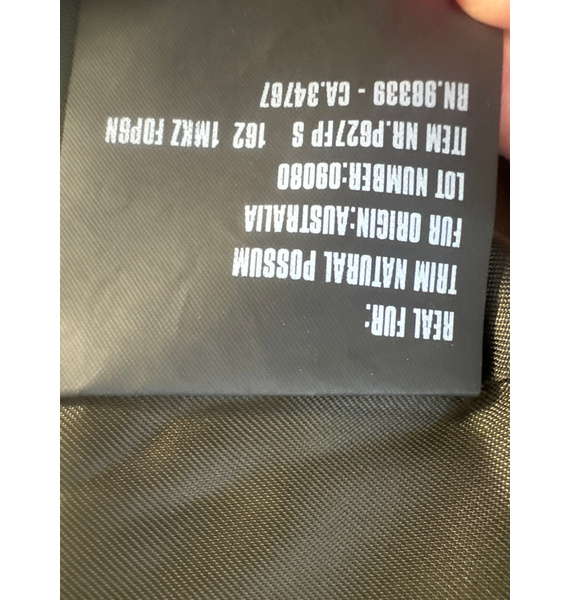 REAL FUR:
TRIM NATURAL POSSUM
FUR ORIGIN:AUSTRALIA
LOT NUMBER:09080
ITEM NR.P627FP S 162 1MKZ F0P6N
RN.98339 - CA.34767